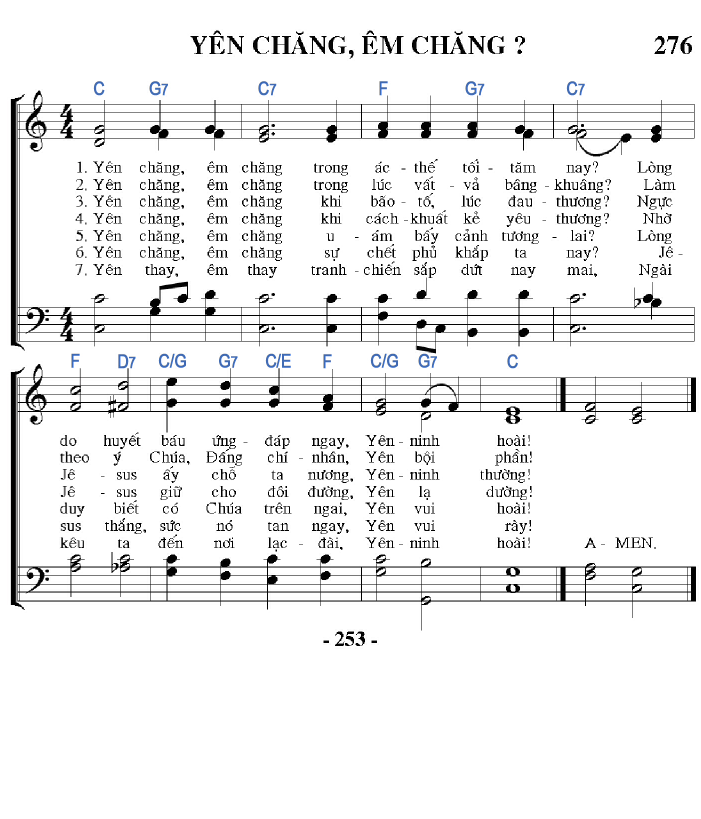 YÊN CHĂNG, ÊM CHĂNG ? 276
C G7 C7 F G7 C7
1. Yên chăng, êm chăng trong ác - thế tối - tăm nay? Lòng
2. Yên chăng, êm chăng trong lúc vất - vả bâng - khuâng? Làm
3. Yên chăng, êm chăng khi bão - tố, lúc đau - thương? Ngực
4. Yên chăng, êm chăng khi cách - khuất kẻ yêu - thương? Nhờ
5. Yên chăng, êm chăng u - ám bấy cảnh tương - lai? Lòng
6. Yên chăng, êm chăng sự chết phủ khắp ta nay? Jê -
7. Yên thay, êm thay tranh - chiến sắp dứt nay mai, Ngài
F D7 C/G G7 C/E F C/G G7 C
do huyết báu ứng - đáp ngay, Yên - ninh hoài!
theo ý Chúa, Đấng chí - nhân, Yên bội phần!
Jê - sus ấy chỗ ta nương, Yên - ninh thường!
Jê - sus giữ cho đôi đường, Yên lạ dường!
duy biết có Chúa trên ngai, Yên vui hoài!
sus thắng, sức nó tan ngay, Yên vui rày!
kêu ta đến nơi lạc - đài, Yên - ninh hoài! A - MEN.
- 253 -